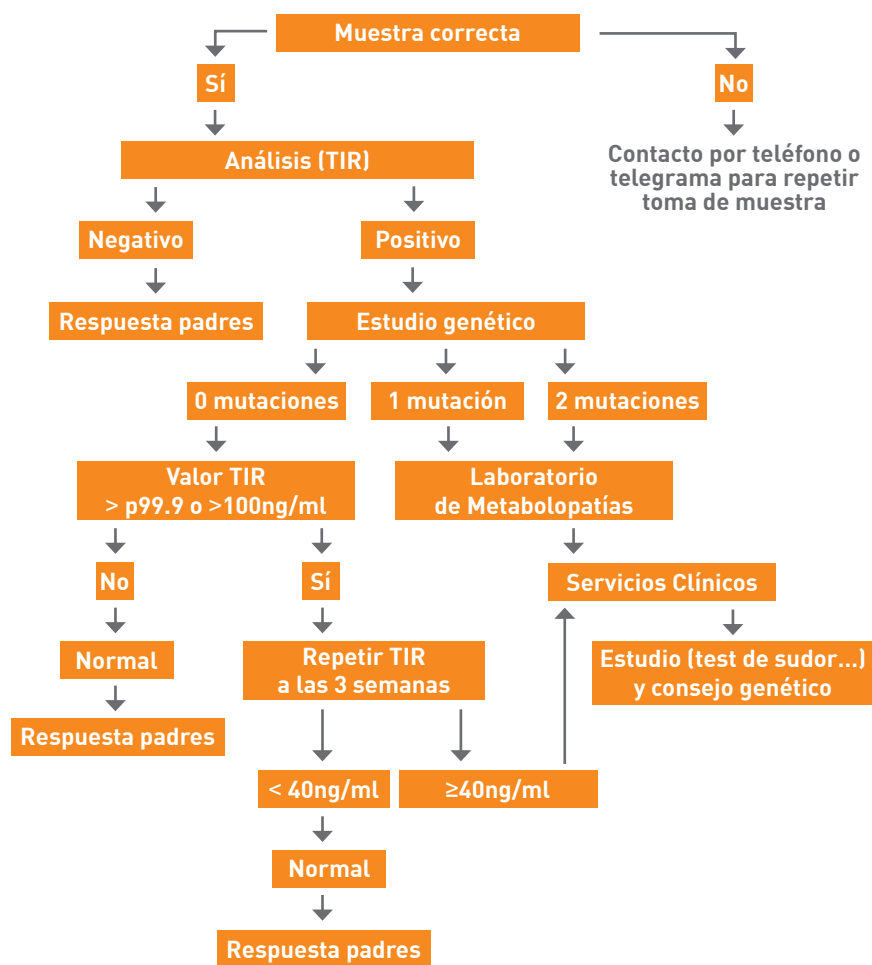 Muestra correcta
Sí
No
Análisis (TIR)
Contacto por teléfono o
telegrama para repetir
toma de muestra
Negativo
Positivo
Respuesta padres
Estudio genético
0 mutaciones
1 mutación
2 mutaciones
Valor TIR
> p99.9 o >100ng/ml
Laboratorio
de Metabolopatías
No
Sí
Servicios Clínicos
Normal
Repetir TIR
a las 3 semanas
Estudio (test de sudor...)
y consejo genético
Respuesta padres
< 40ng/ml
≥40ng/ml
Normal
Respuesta padres